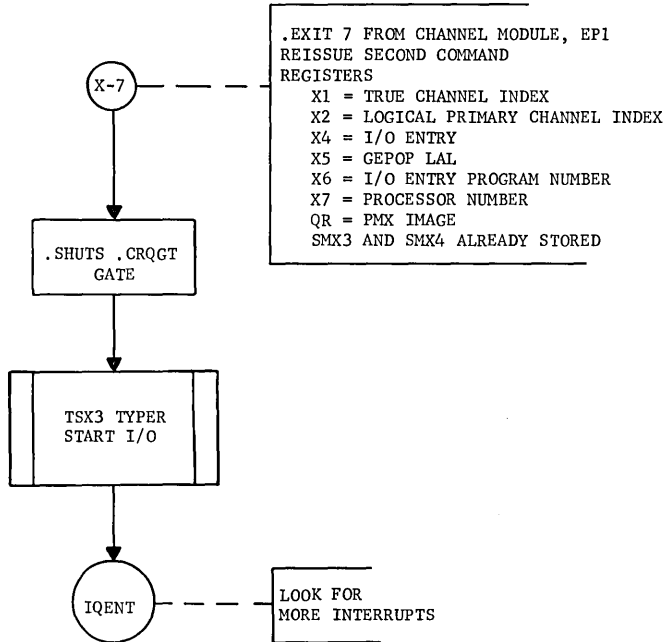 .EXIT 7 FROM CHANNEL MODULE, EP1
REISSUE SECOND COMMAND
REGISTERS
X1 = TRUE CHANNEL INDEX
X2 = LOGICAL PRIMARY CHANNEL INDEX
X4 = I/O ENTRY
X5 = GEPOP LAL
X6 = I/O ENTRY PROGRAM NUMBER
X7 = PROCESSOR NUMBER
QR = PMX IMAGE
SMX3 AND SMX4 ALREADY STORED
X-7
.SHUTS .CRQGT
GATE
TSX3 TYPER
START I/O
IQENT
LOOK FOR
MORE INTERRUPTS